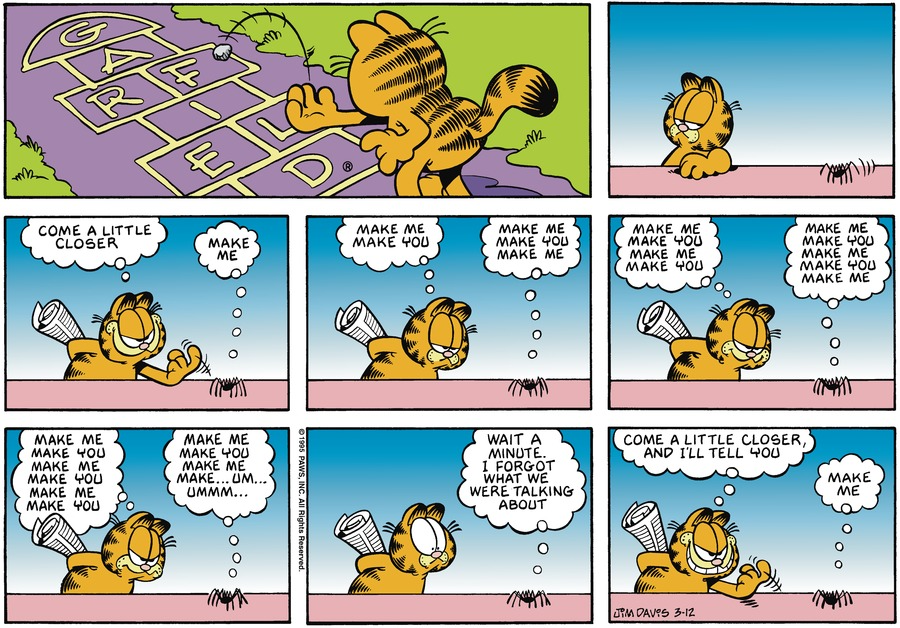 GARFIELD
®
COME A LITTLE
CLOSER
MAKE
ME
MAKE ME
MAKE YOU
MAKE ME
MAKE YOU
MAKE ME
MAKE ME
MAKE YOU
MAKE ME
MAKE YOU
MAKE ME
MAKE YOU
MAKE ME
MAKE YOU
MAKE ME
MAKE ME
MAKE YOU
MAKE ME
MAKE YOU
MAKE ME
MAKE YOU
MAKE ME
MAKE YOU
MAKE ME
MAKE...UM...
UMMM...
© 1995 PAWS, INC. All Rights Reserved.
WAIT A
MINUTE.
I FORGOT
WHAT WE
WERE TALKING
ABOUT
COME A LITTLE CLOSER,
AND I'LL TELL YOU
MAKE
ME
JIM DAVIS 3-12